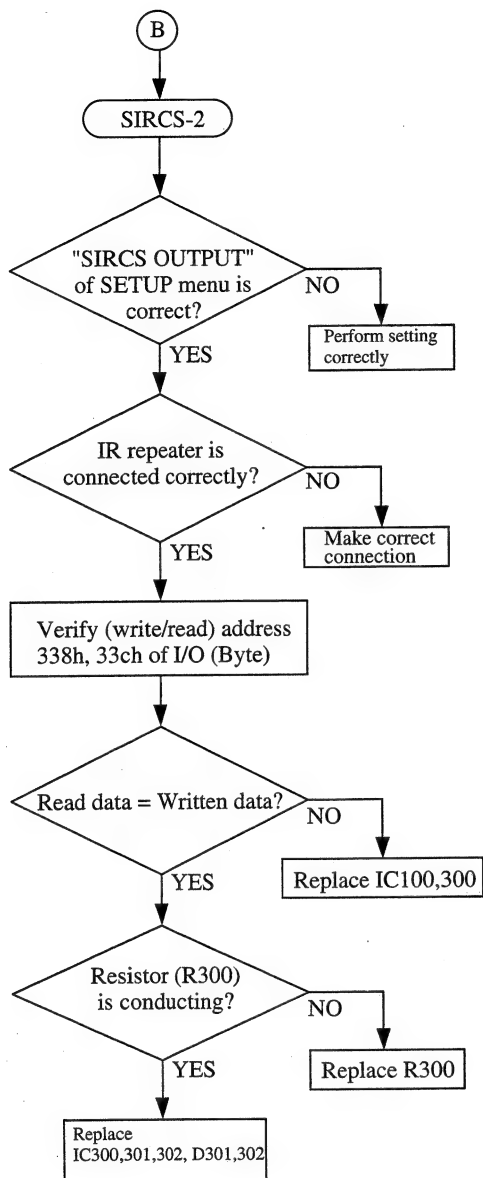 B
SIRCS-2
"SIRCS OUTPUT"
of SETUP menu is
correct?
NO
Perform setting
correctly
YES
IR repeater is
connected correctly?
NO
Make correct
connection
YES
Verify (write/read) address
338h, 33ch of I/O (Byte)
Read data = Written data?
NO
Replace IC100,300
YES
Resistor (R300)
is conducting?
NO
Replace R300
YES
Replace
IC300,301,302, D301,302